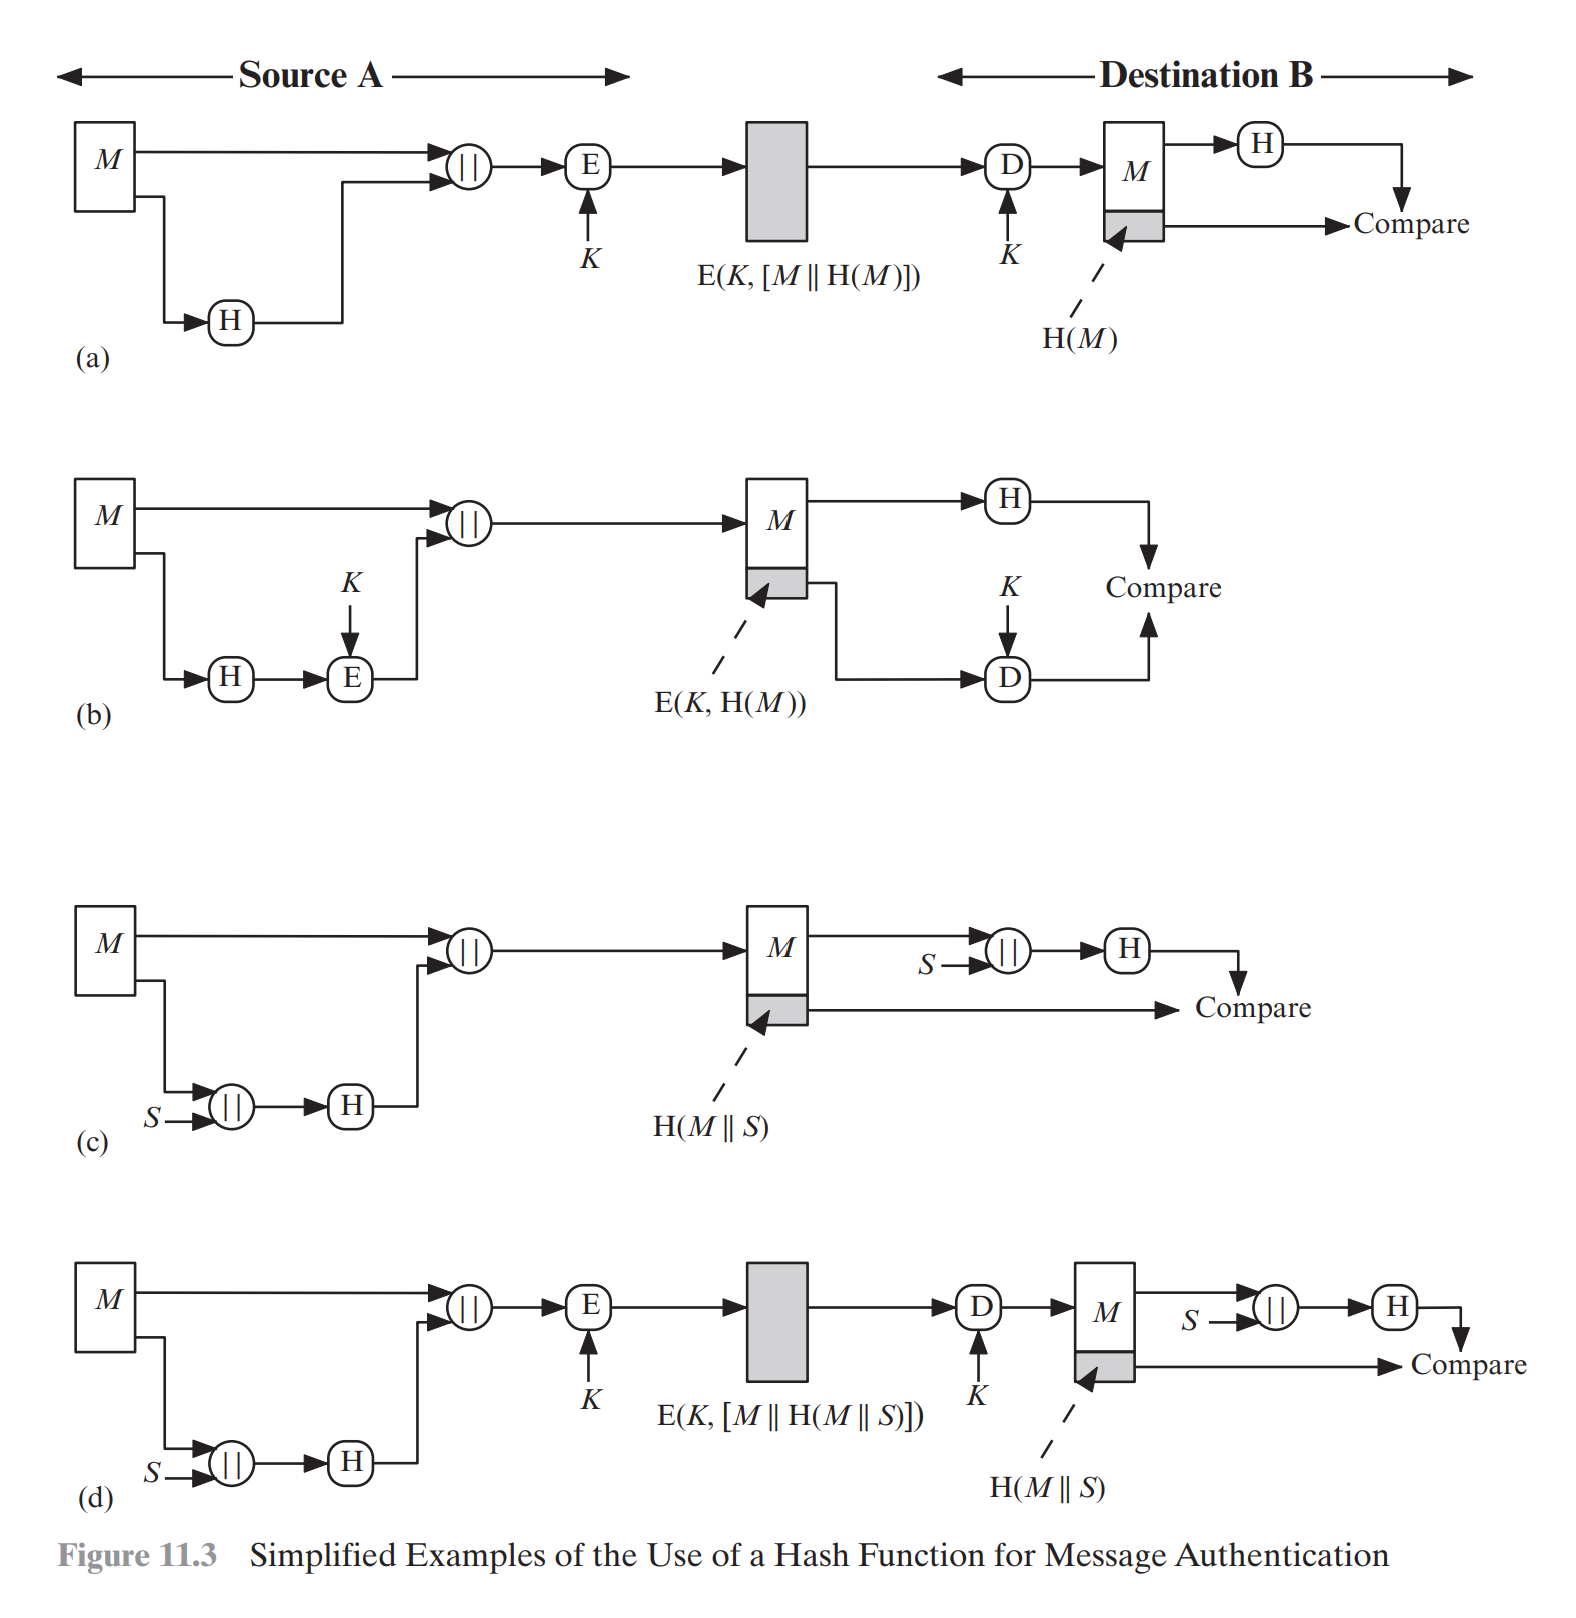 Source A Destination B
M || E D M H
K K Compare
E(K, [M || H(M)])
H H(M)
(a)
M || M H
K K Compare
H E D
E(K, H(M))
(b)
M || M || H
S Compare
S || H H(M || S)
(c)
M || E D M || H
S
K K Compare
E(K, [M || H(M || S)])
S || H H(M || S)
(d)
Figure 11.3 Simplified Examples of the Use of a Hash Function for Message Authentication